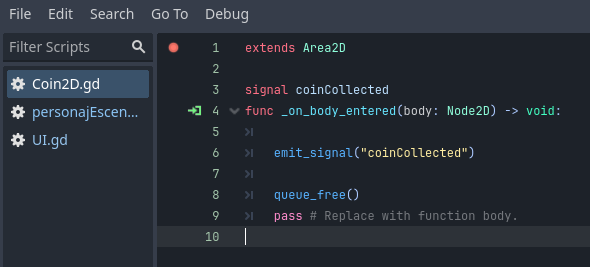 File Edit Search Go To Debug
Filter Scripts
Coin2D.gd
personajEscen...
UI.gd
1 extends Area2D
2
3 signal coinCollected
4 func _on_body_entered(body: Node2D) -> void:
5
6 emit_signal("coinCollected")
7
8 queue_free()
9 pass # Replace with function body.
10